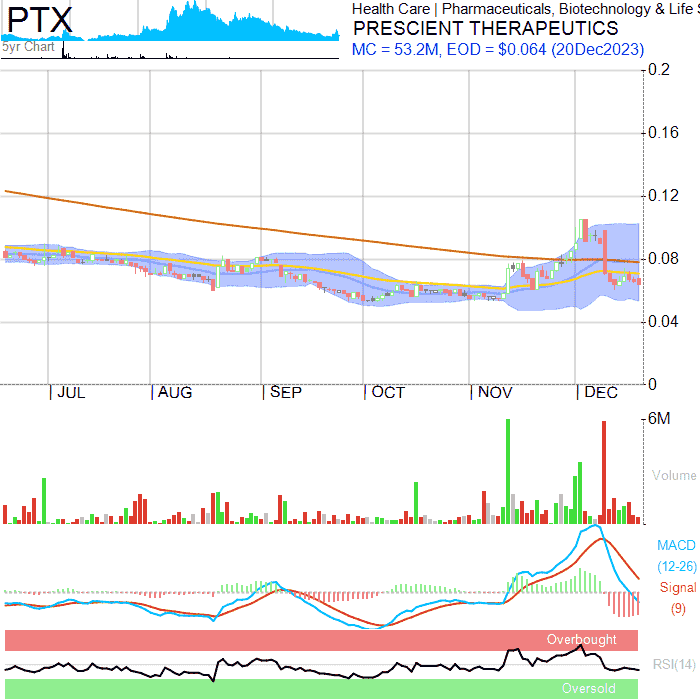 PTX
5yr Chart
Health Care | Pharmaceuticals, Biotechnology & Life S
PRESCIENT THERAPEUTICS
MC = 53.2M, EOD = $0.064 (20Dec2023)
0.2
0.16
0.12
0.08
0.04
0
JUL AUG SEP OCT NOV DEC
6M
Volume
MACD
(12-26)
Signal
(9)
Overbought
RSI(14)
Oversold